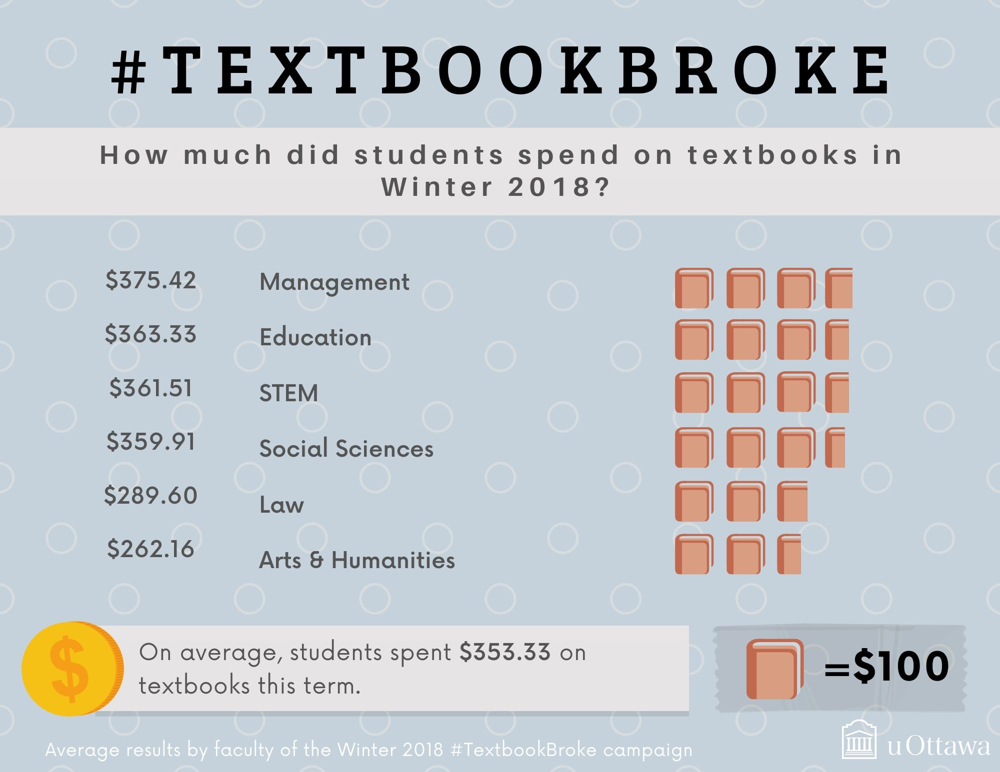 #TEXTBOOKBROKE
How much did students spend on textbooks in
Winter 2018?
$375.42 Management
$363.33 Education
$361.51 STEM
$359.91 Social Sciences
$289.60 Law
$262.16 Arts & Humanities
$
On average, students spent $353.33 on
textbooks this term.
=$100
Average results by faculty of the Winter 2018 #TextbookBroke campaign
uOttawa